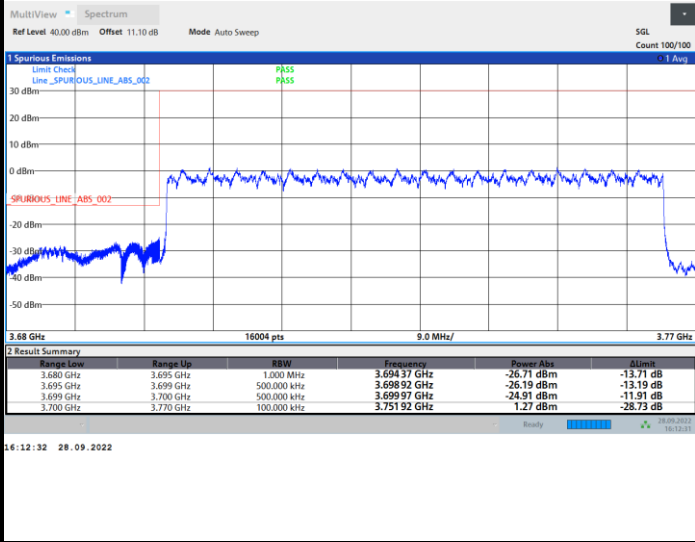 MultiView Spectrum
Ref Level 40.00 dBm Offset 11.10 dB Mode Auto Sweep SGL
Count 100/100
1 Spurious Emissions 1 Avg
Limit Check PASS
Line _SPURIOUS_LINE_ABS_002 PASS
30 dBm
20 dBm
10 dBm
0 dBm
_SPURIOUS_LINE_ABS_002
-20 dBm
-30 dBm
-40 dBm
-50 dBm
3.68 GHz 16004 pts 9.0 MHz/ 3.77 GHz
2 Result Summary
Range Low Range Up RBW Frequency Power Abs ΔLimit
3.680 GHz 3.695 GHz 1.000 MHz 3.694 37 GHz -26.71 dBm -13.71 dB
3.695 GHz 3.699 GHz 500.000 kHz 3.698 92 GHz -26.19 dBm -13.19 dB
3.699 GHz 3.700 GHz 500.000 kHz 3.699 97 GHz -24.91 dBm -11.91 dB
3.700 GHz 3.770 GHz 100.000 kHz 3.751 92 GHz 1.27 dBm -28.73 dB
Ready 28.09.2022
16:12:31
16:12:32 28.09.2022